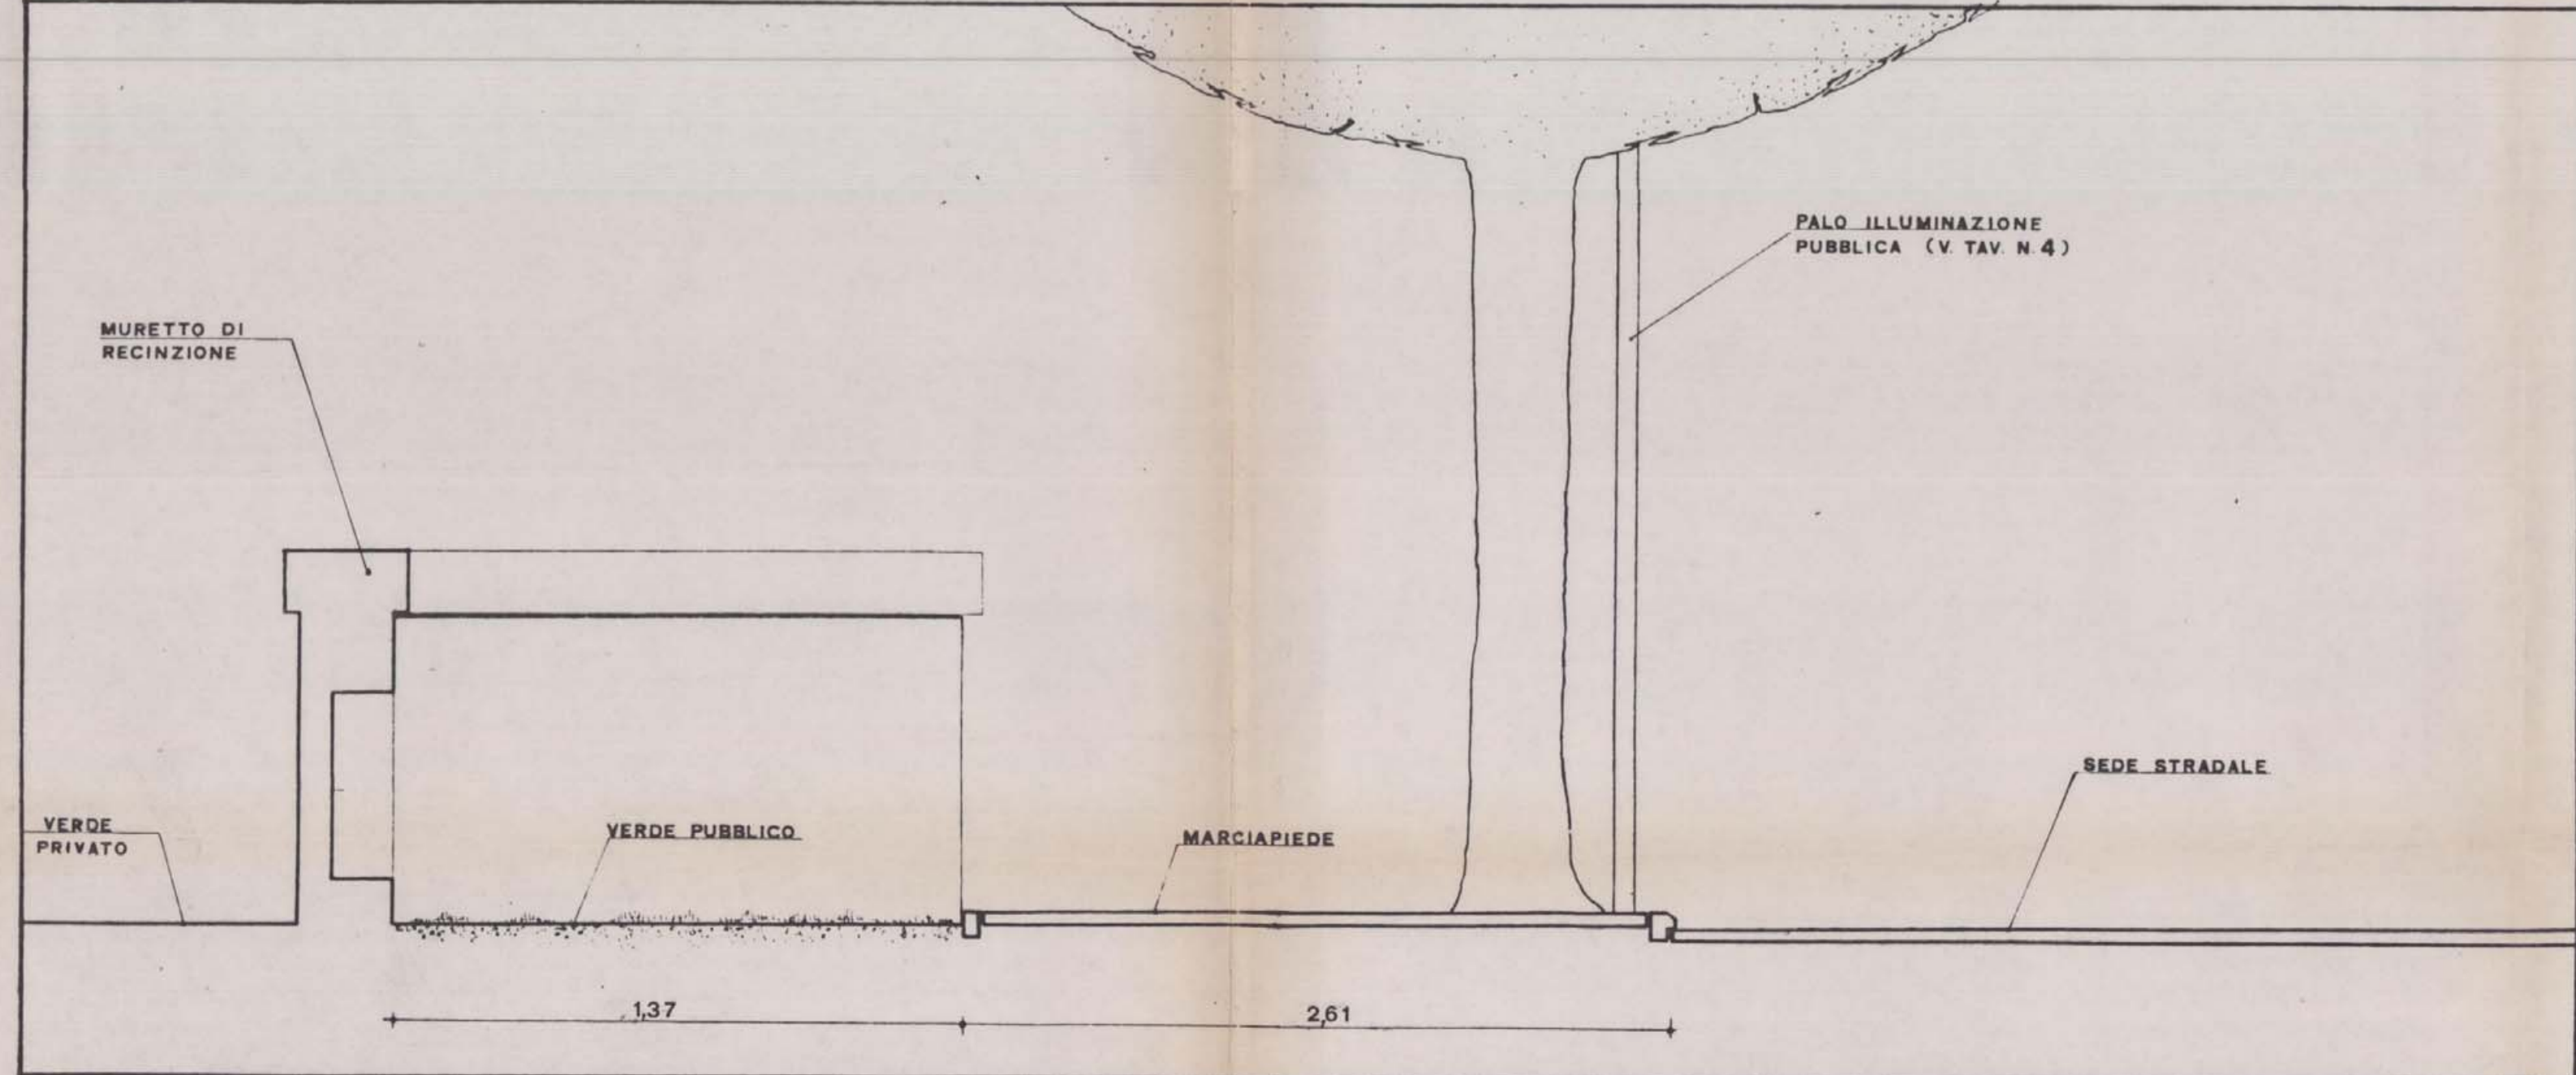 PALO ILLUMINAZIONE
PUBBLICA (V. TAV. N. 4)
MURETTO DI
RECINZIONE
SEDE STRADALE
VERDE
PRIVATO
VERDE PUBBLICO
MARCIAPIEDE
1,37
2,61